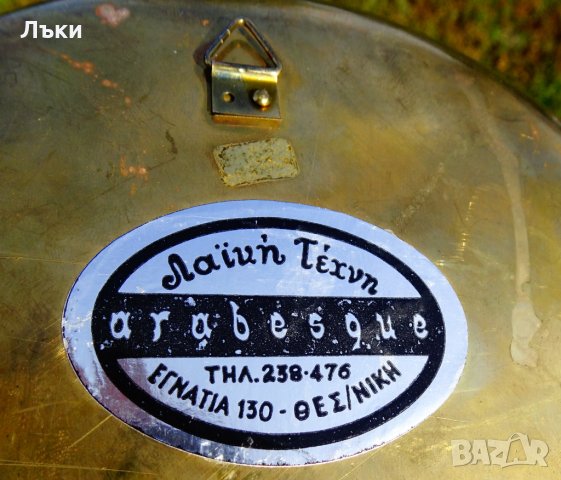 Лъки
Λαϊκή Τέχνη
arabesque
ΤΗΛ. 238·476
ΕΓΝΑΤΙΑ 130 - ΘΕΣ/ΝΙΚΗ
BAZAR